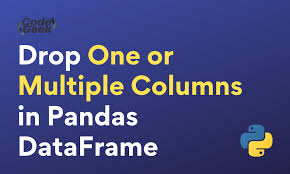 Code
Geek
Drop One or
Multiple Columns
in Pandas
DataFrame